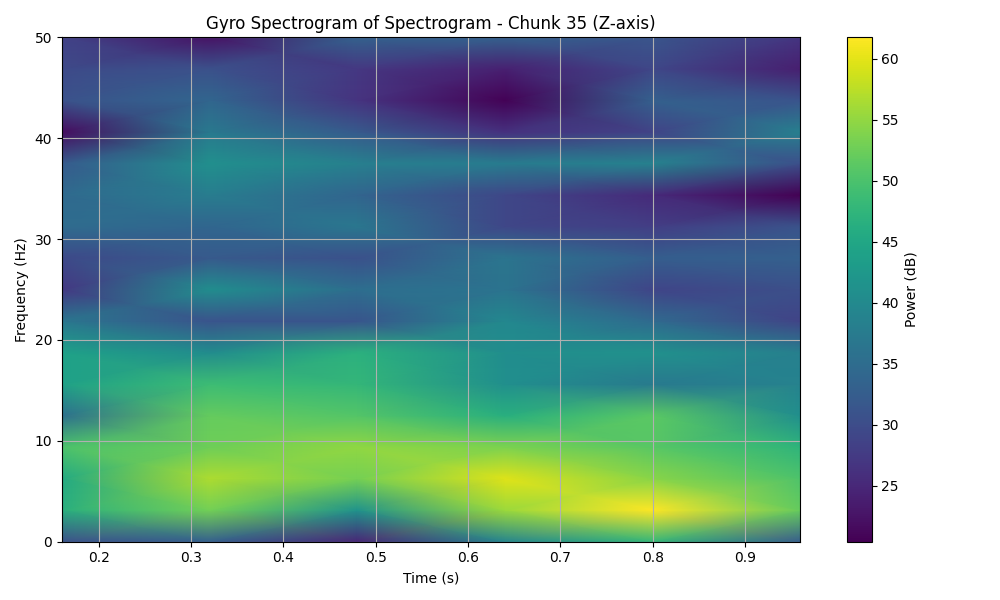 Gyro Spectrogram of Spectrogram - Chunk 35 (Z-axis)
50
40
30
20
10
0
Frequency (Hz)
0.2 0.3 0.4 0.5 0.6 0.7 0.8 0.9
Time (s)
60
55
50
45
40
35
30
25
Power (dB)